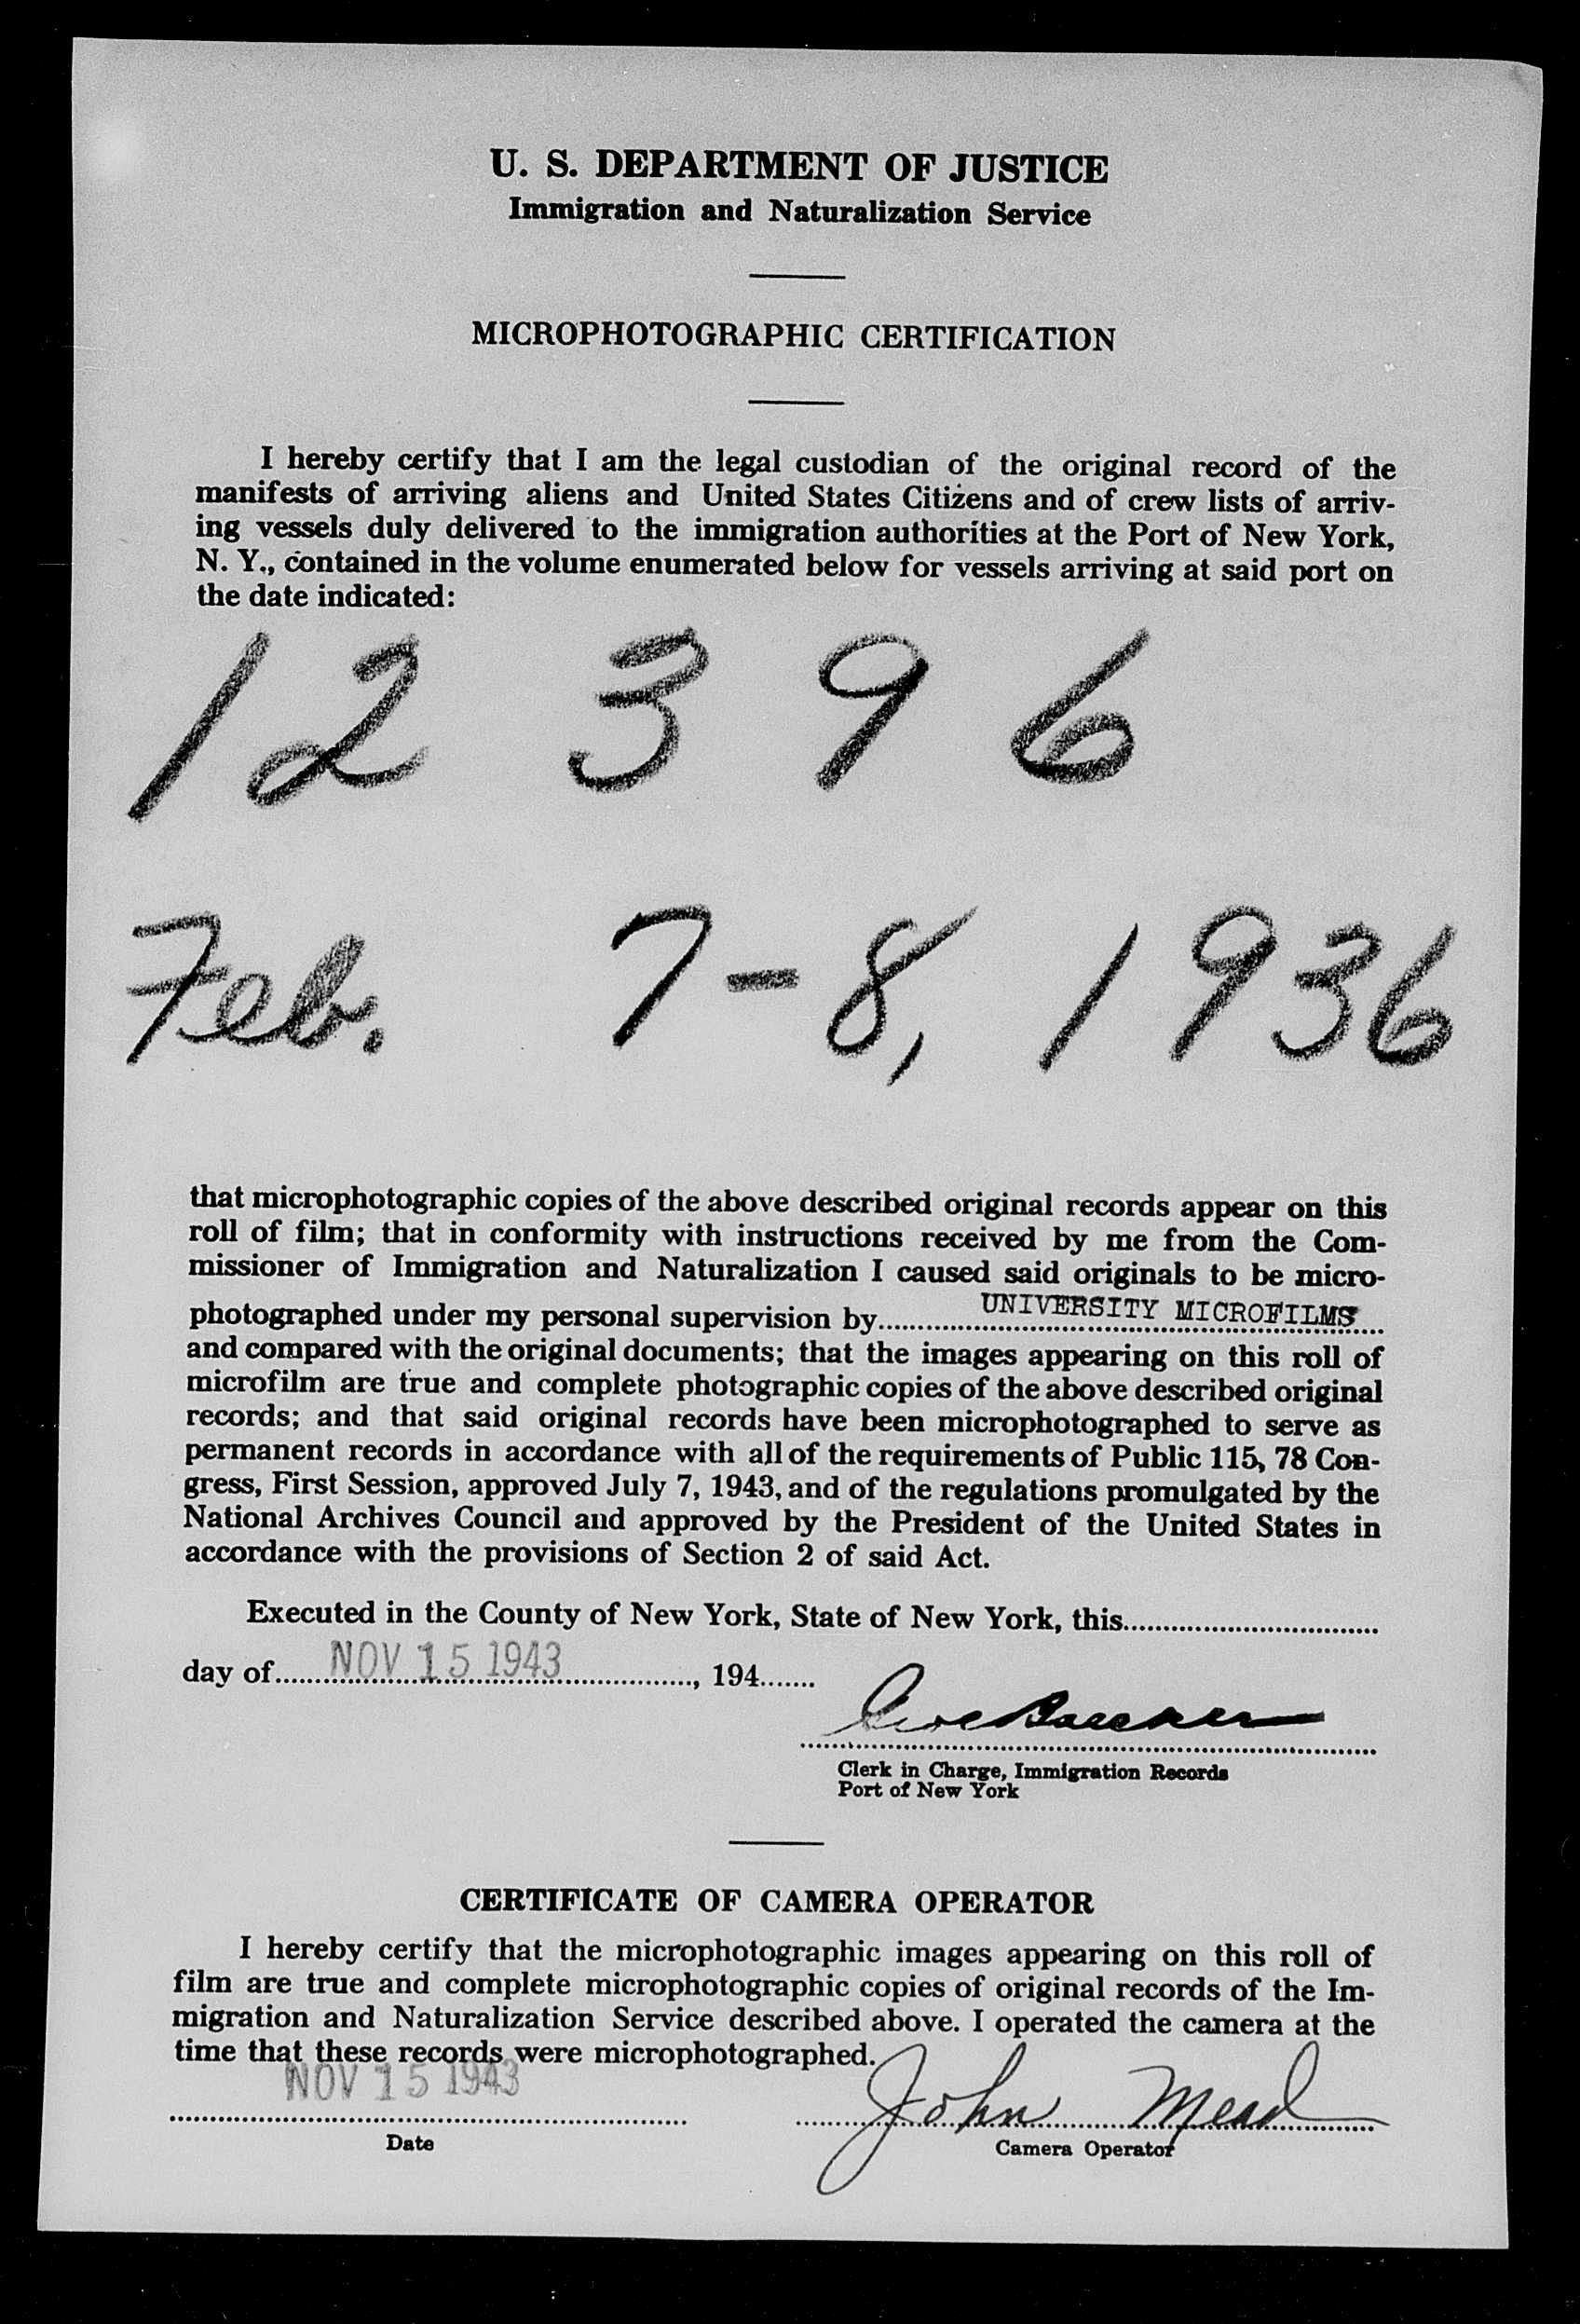 U. S. DEPARTMENT OF JUSTICE
Immigration and Naturalization Service
MICROPHOTOGRAPHIC CERTIFICATION
I hereby certify that I am the legal custodian of the original record of the
manifests of arriving aliens and United States Citizens and of crew lists of arriv-
ing vessels duly delivered to the immigration authorities at the Port of New York,
N. Y., contained in the volume enumerated below for vessels arriving at said port on
the date indicated:
12 3 9 6
Feb. 7-8, 1936
that microphotographic copies of the above described original records appear on this
roll of film; that in conformity with instructions received by me from the Com-
missioner of Immigration and Naturalization I caused said originals to be micro-
photographed under my personal supervision by UNIVERSITY MICROFILMS
and compared with the original documents; that the images appearing on this roll of
microfilm are true and complete photographic copies of the above described original
records; and that said original records have been microphotographed to serve as
permanent records in accordance with all of the requirements of Public 115, 78 Con-
gress, First Session, approved July 7, 1943, and of the regulations promulgated by the
National Archives Council and approved by the President of the United States in
accordance with the provisions of Section 2 of said Act.
Executed in the County of New York, State of New York, this
day of NOV 15 1943, 194
Clerk in Charge, Immigration Records
Port of New York
CERTIFICATE OF CAMERA OPERATOR
I hereby certify that the microphotographic images appearing on this roll of
film are true and complete microphotographic copies of original records of the Im-
migration and Naturalization Service described above. I operated the camera at the
time that these records were microphotographed.
NOV 15 1943 John Mead
Date Camera Operator